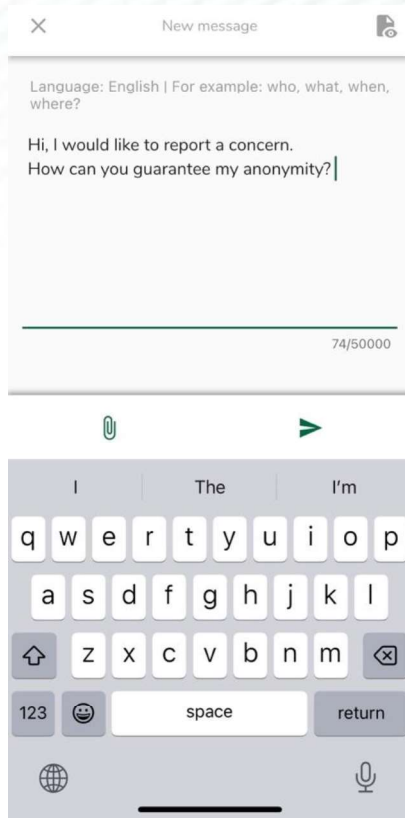 New message
Language: English | For example: who, what, when,
where?
Hi, I would like to report a concern.
How can you guarantee my anonymity?
74/50000
I The I'm
q w e r t y u i o p
a s d f g h j k l
z x c v b n m
123 space return